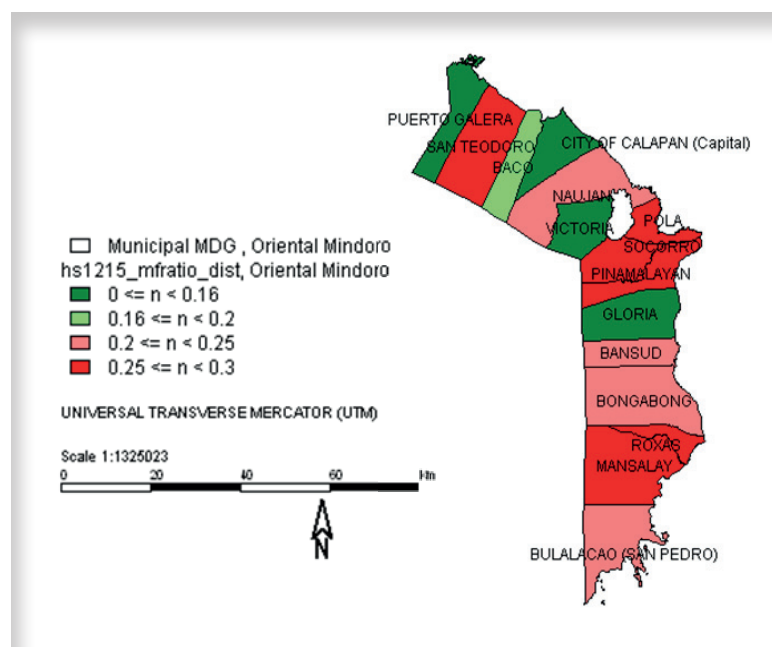 PUERTO GALERA
SAN TEODORO
BACO
CITY OF CALAPAN (Capital)
NAUJAN
VICTORIA
POLA
SOCORRO
PINAMALAYAN
GLORIA
BANSUD
BONGABONG
ROXAS
MANSALAY
BULALACAO (SAN PEDRO)
Municipal MDG , Oriental Mindoro
hs1215_mfratio_dist, Oriental Mindoro
0 <= n < 0.16
0.16 <= n < 0.2
0.2 <= n < 0.25
0.25 <= n < 0.3
UNIVERSAL TRANSVERSE MERCATOR (UTM)
Scale 1:1325023
0 20 40 60 km
N